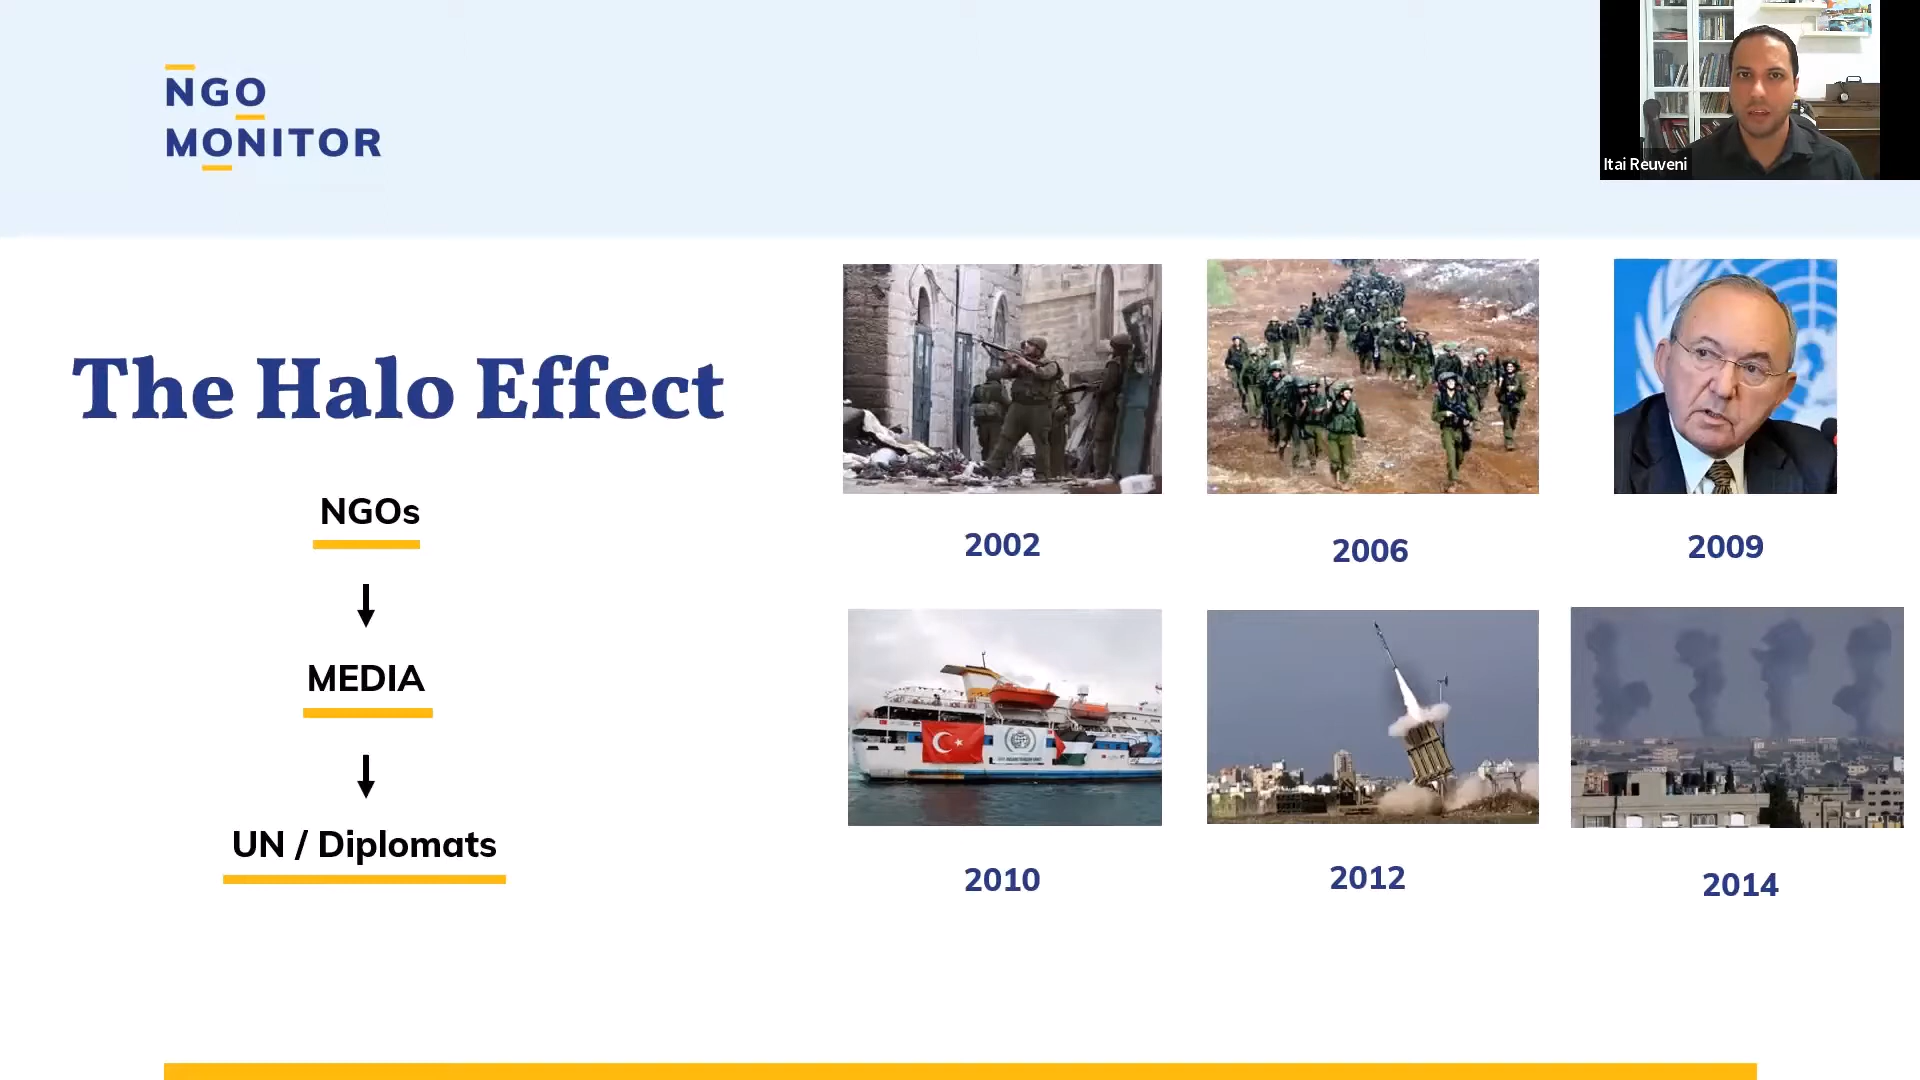 NGO
MONITOR
Itai Reuveni
The Halo Effect
NGOs
MEDIA
UN / Diplomats
2002
2006
2009
2010
2012
2014